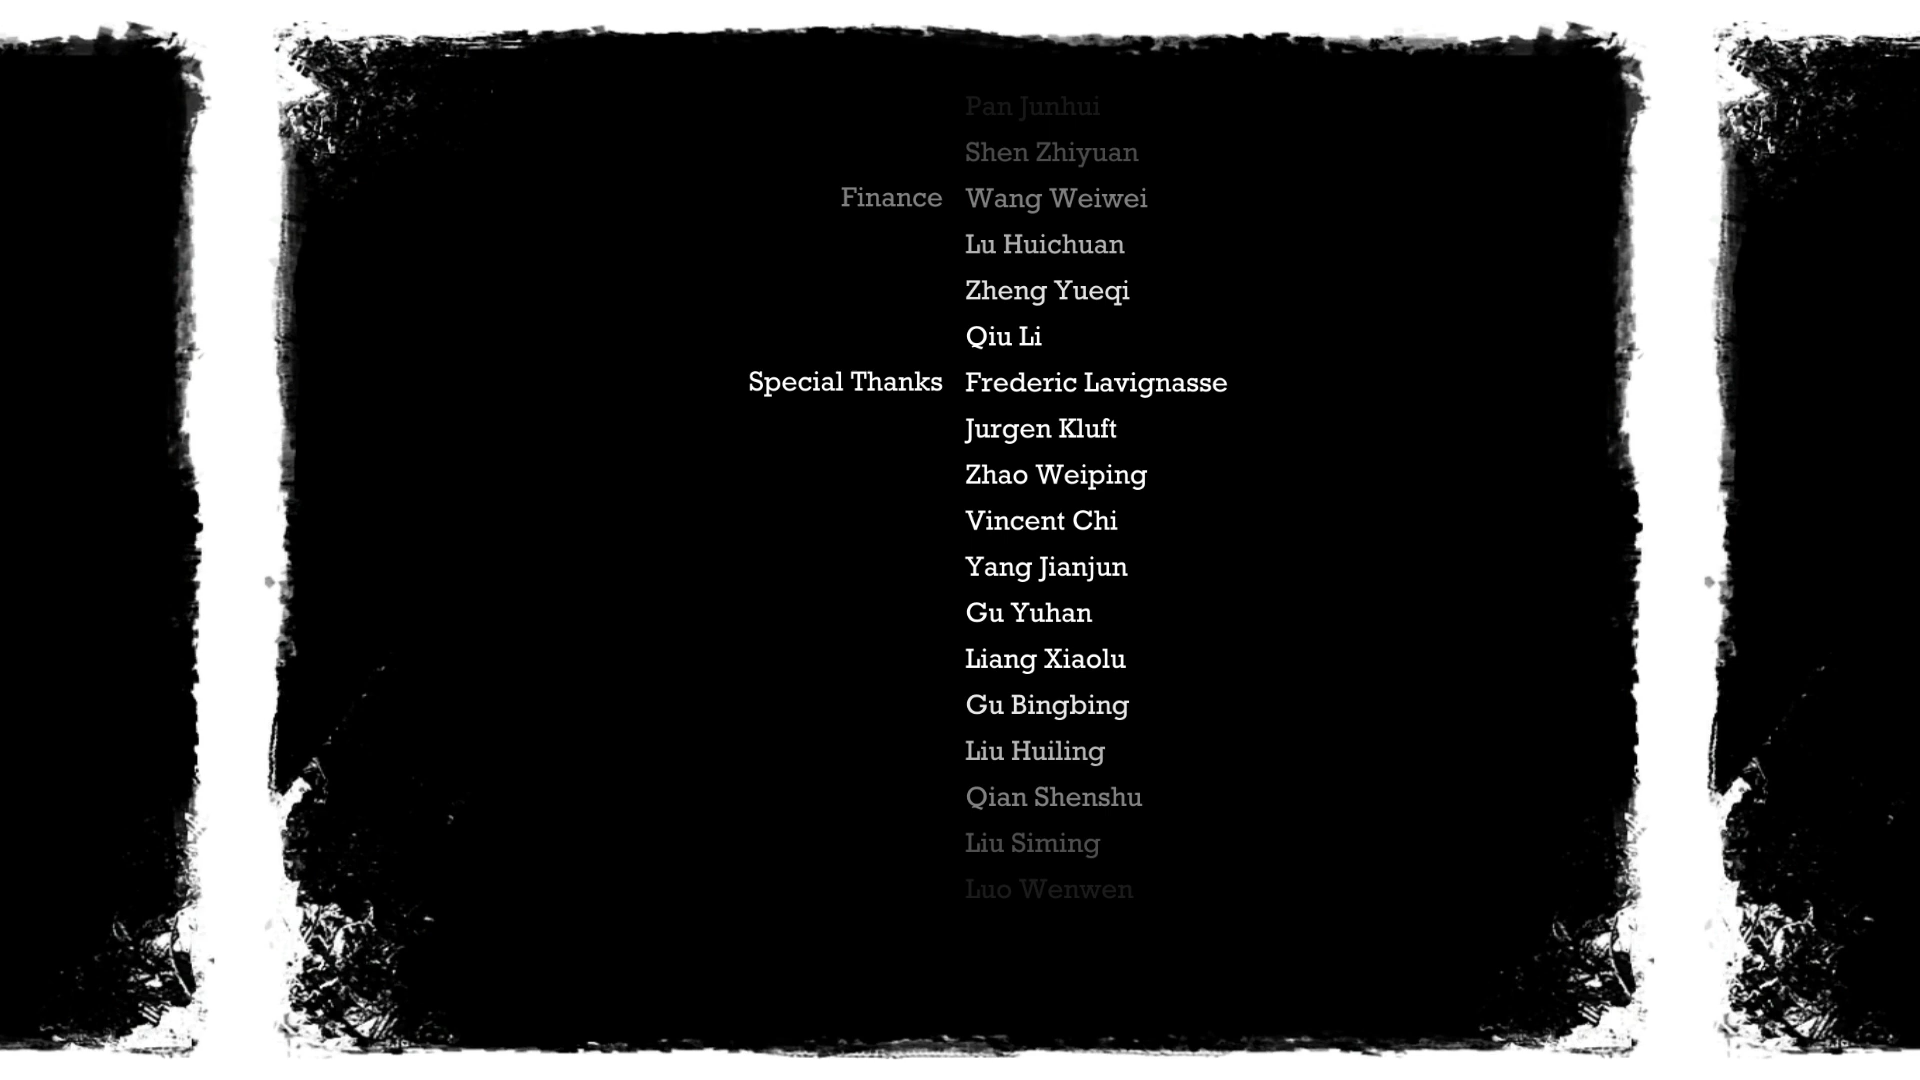 Pan Junhui
Shen Zhiyuan
Finance Wang Weiwei
Lu Huichuan
Zheng Yueqi
Qiu Li
Special Thanks Frederic Lavignasse
Jurgen Kluft
Zhao Weiping
Vincent Chi
Yang Jianjun
Gu Yuhan
Liang Xiaolu
Gu Bingbing
Liu Huiling
Qian Shenshu
Liu Siming
Luo Wenwen